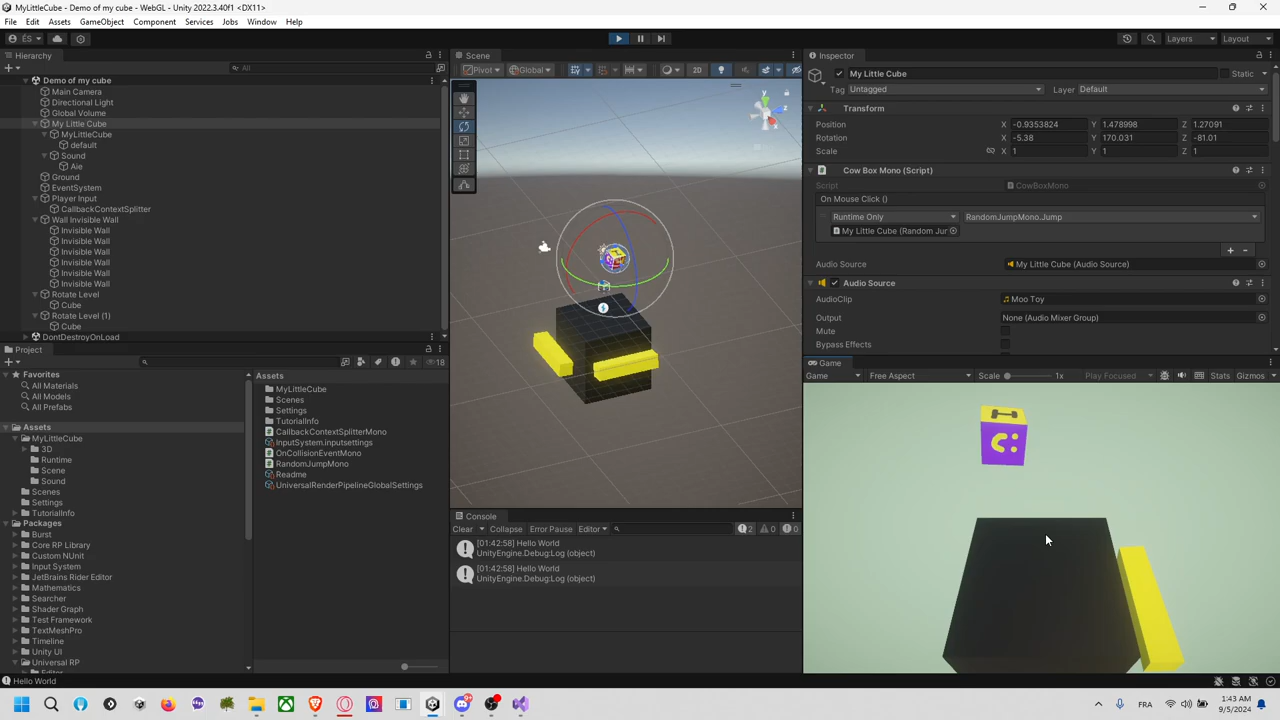 MyLittleCube - Demo of my cube - WebGL - Unity 2022.3.40f1 <DX11>
File Edit Assets GameObject Component Services Jobs Window Help
ÉS Layers Layout
Hierarchy
All
Demo of my cube
Main Camera
Directional Light
Global Volume
My Little Cube
MyLittleCube
default
Sound
Aie
Ground
EventSystem
Player Input
CallbackContextSplitter
Wall Invisible Wall
Invisible Wall
Invisible Wall
Invisible Wall
Invisible Wall
Invisible Wall
Invisible Wall
Rotate Level
Cube
Rotate Level (1)
Cube
DontDestroyOnLoad
Scene
Pivot Global 2D
y
z
Inspector
My Little Cube Static
Tag Untagged Layer Default
Transform
Position X -0.9353824 Y 1.478998 Z 1.27091
Rotation X -5.38 Y 170.031 Z -81.01
Scale X 1 Y 1 Z 1
Cow Box Mono (Script)
Script CowBoxMono
On Mouse Click ()
Runtime Only RandomJumpMono.Jump
My Little Cube (Random Jur
Audio Source My Little Cube (Audio Source)
Audio Source
AudioClip Moo Toy
Output None (Audio Mixer Group)
Mute
Bypass Effects
Project
18
Favorites
All Materials
All Models
All Prefabs
Assets
MyLittleCube
3D
Runtime
Scene
Sound
Scenes
Settings
TutorialInfo
Packages
Burst
Core RP Library
Custom NUnit
Input System
JetBrains Rider Editor
Mathematics
Searcher
Shader Graph
Test Framework
TextMeshPro
Timeline
Unity UI
Universal RP
Editor
Assets
MyLittleCube
Scenes
Settings
TutorialInfo
CallbackContextSplitterMono
InputSystem.inputsettings
OnCollisionEventMono
RandomJumpMono
Readme
UniversalRenderPipelineGlobalSettings
Console
Clear Collapse Error Pause Editor 2 0 0
[01:42:58] Hello World
UnityEngine.Debug:Log (object)
[01:42:58] Hello World
UnityEngine.Debug:Log (object)
Game
Game Free Aspect Scale 1x Play Focused Stats Gizmos
Hello World
FRA 1:43 AM
9/5/2024